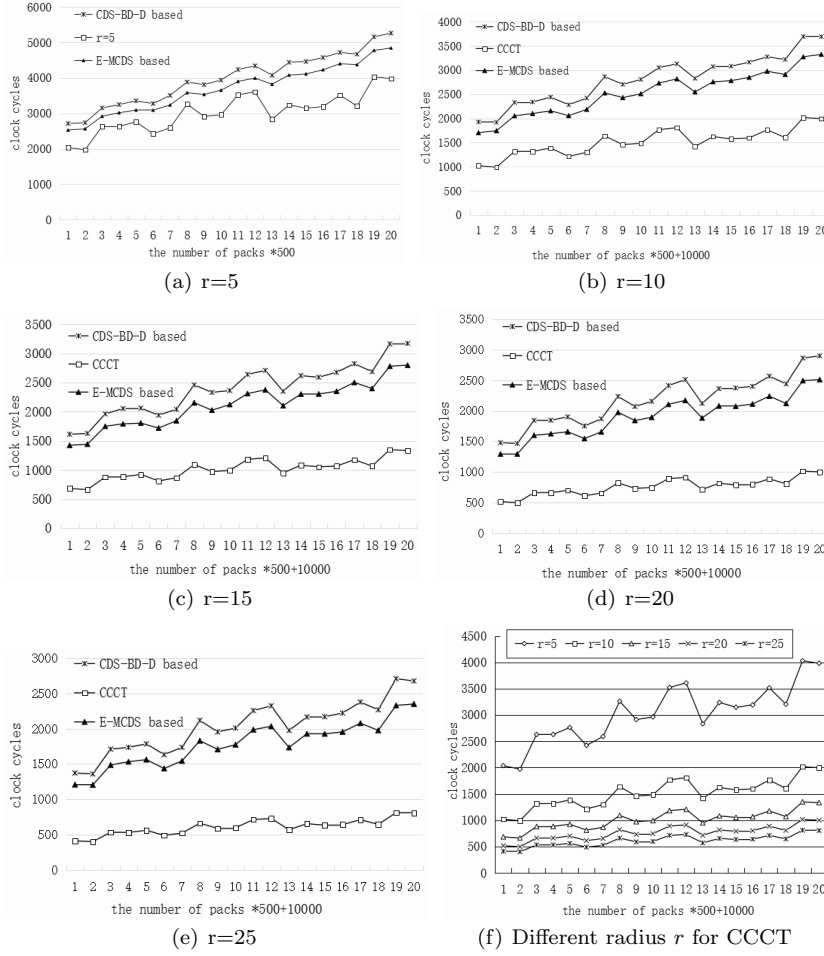 6000
5000
4000
3000
2000
1000
0
clock cycles
CDS-BD-D based
r=5
E-MCDS based
1 2 3 4 5 6 7 8 9 10 11 12 13 14 15 16 17 18 19 20
the number of packs *500
(a) r=5
4000
3500
3000
2500
2000
1500
1000
500
0
clock cycles
CDS-BD-D based
CCCT
E-MCDS based
1 2 3 4 5 6 7 8 9 10 11 12 13 14 15 16 17 18 19 20
the number of packs *500+10000
(b) r=10
3500
3000
2500
2000
1500
1000
500
0
clock cycles
CDS-BD-D based
CCCT
E-MCDS based
1 2 3 4 5 6 7 8 9 10 11 12 13 14 15 16 17 18 19 20
the number of packs *500+10000
(c) r=15
3500
3000
2500
2000
1500
1000
500
0
clock cycles
CDS-BD-D based
CCCT
E-MCDS based
1 2 3 4 5 6 7 8 9 10 11 12 13 14 15 16 17 18 19 20
the number of packs *500+10000
(d) r=20
3000
2500
2000
1500
1000
500
0
clock cycles
CDS-BD-D based
CCCT
E-MCDS based
1 2 3 4 5 6 7 8 9 10 11 12 13 14 15 16 17 18 19 20
the number of packs *500+10000
(e) r=25
4500
4000
3500
3000
2500
2000
1500
1000
500
0
clock cycles
r=5 r=10 r=15 r=20 r=25
1 2 3 4 5 6 7 8 9 10 11 12 13 14 15 16 17 18 19 20
the number of packs *500+10000
(f) Different radius r for CCCT